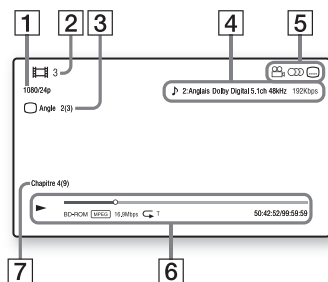 1 2 3 4 5
3
1080/24p
2:Anglais Dolby Digital 5.1ch 48kHz 192Kbps
Angle 2(3)
Chapitre 4(9)
BD-ROM MPEG 16,9Mbps T 50:42:52/99:59:59
7 6